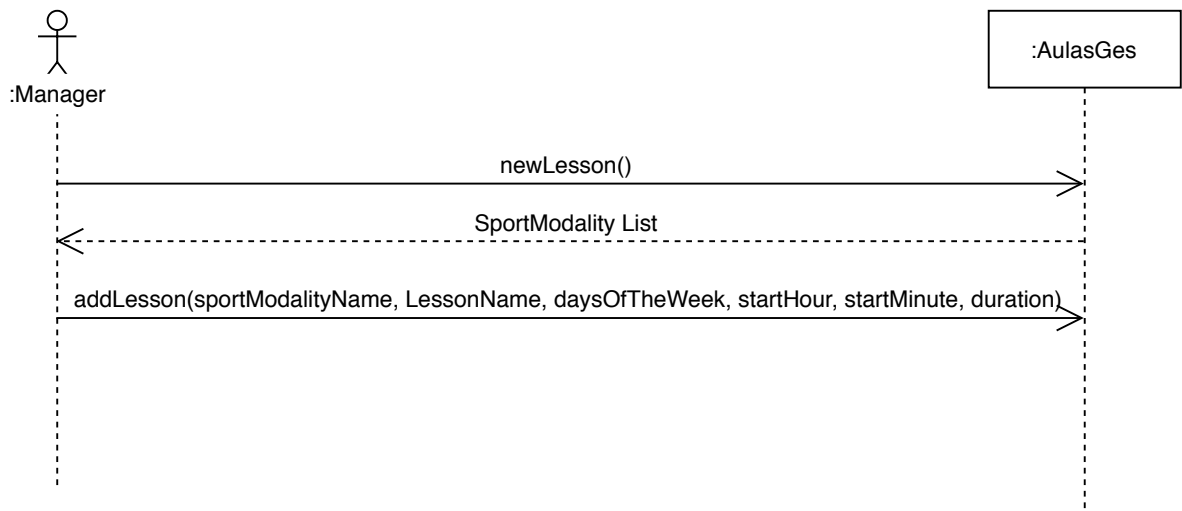 :Manager
:AulasGes
newLesson()
SportModality List
addLesson(sportModalityName, LessonName, daysOfTheWeek, startHour, startMinute, duration)